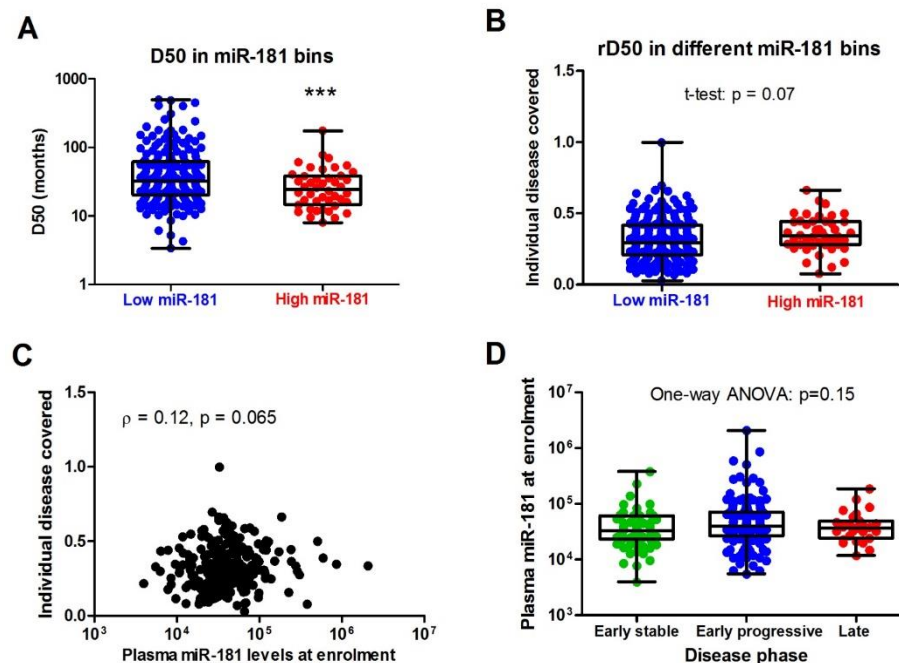 A
D50 in miR-181 bins
D50 (months)
1000
100
10
1
***
Low miR-181
High miR-181
B
rD50 in different miR-181 bins
Individual disease covered
1.5
1.0
0.5
0.0
t-test: p = 0.07
Low miR-181
High miR-181
C
Individual disease covered
1.5
1.0
0.5
0.0
ρ = 0.12, p = 0.065
10³
10⁴
10⁵
10⁶
10⁷
Plasma miR-181 levels at enrolment
D
Plasma miR-181 at enrolment
10⁷
10⁶
10⁵
10⁴
10³
One-way ANOVA: p=0.15
Early stable
Early progressive
Late
Disease phase